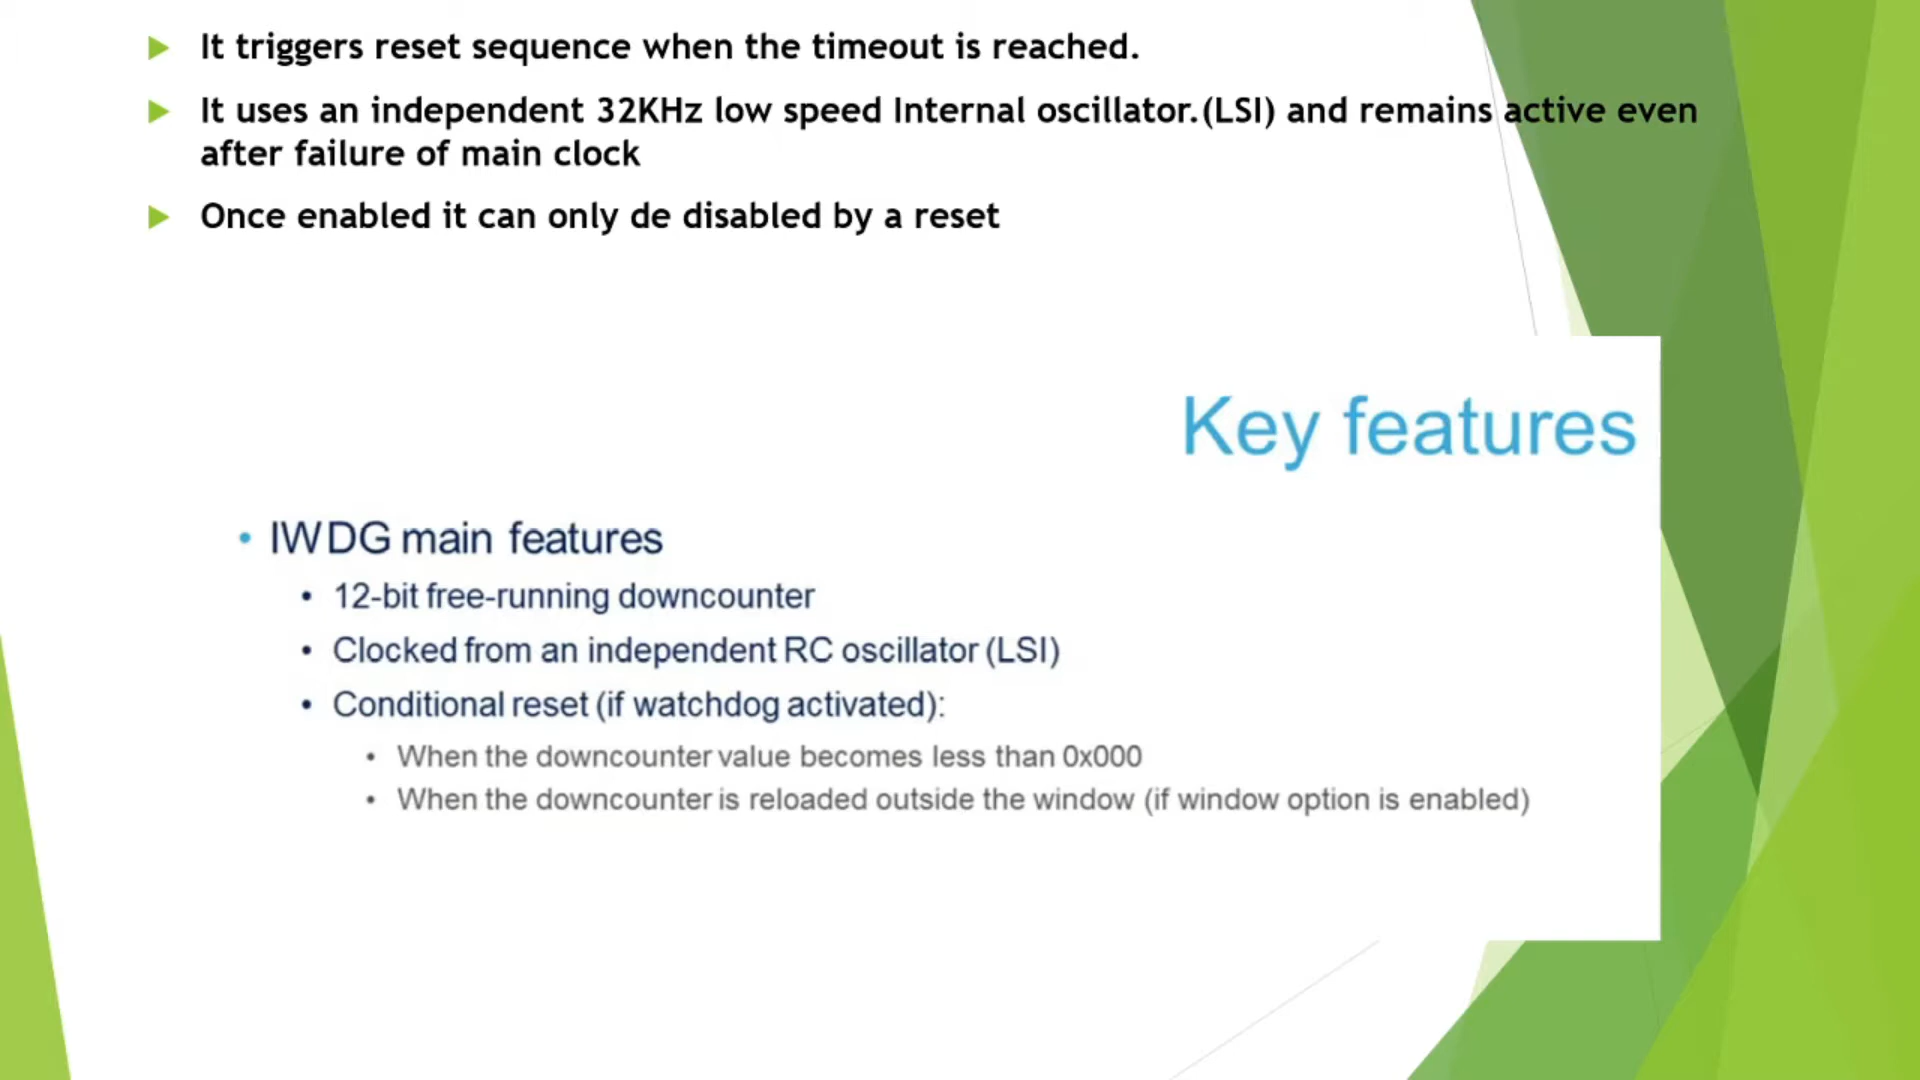 It triggers reset sequence when the timeout is reached.
It uses an independent 32KHz low speed Internal oscillator.(LSI) and remains active even
after failure of main clock
Once enabled it can only de disabled by a reset
Key features
• IWDG main features
• 12-bit free-running downcounter
• Clocked from an independent RC oscillator (LSI)
• Conditional reset (if watchdog activated):
• When the downcounter value becomes less than 0x000
• When the downcounter is reloaded outside the window (if window option is enabled)